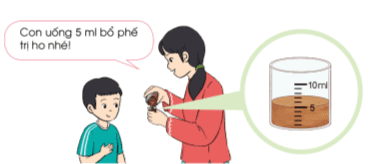 Con uống 5 ml bổ phế
trị ho nhé!
10ml
5